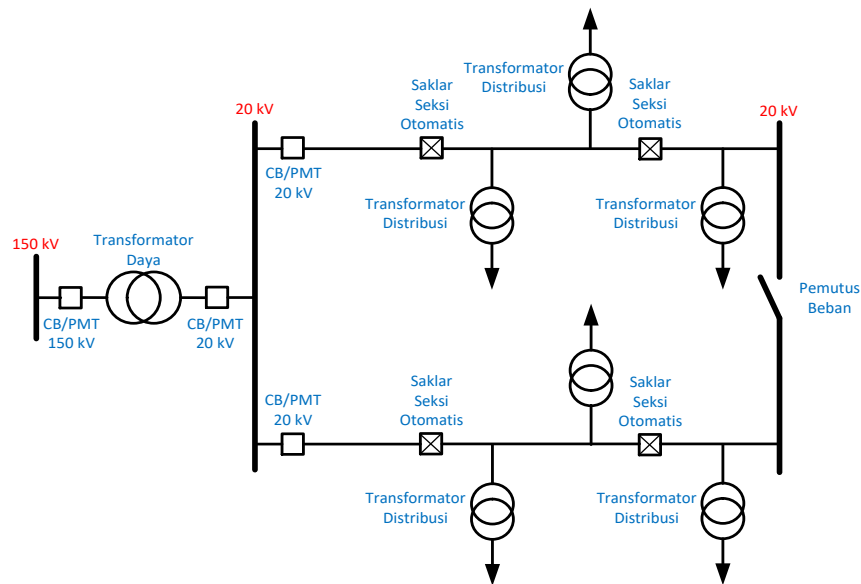 Transformator
Distribusi
Saklar
Seksi
Otomatis
Saklar
Seksi
Otomatis
20 kV
20 kV
CB/PMT
20 kV
Transformator
Distribusi
Transformator
Distribusi
150 kV
Transformator
Daya
CB/PMT
150 kV
CB/PMT
20 kV
Pemutus
Beban
CB/PMT
20 kV
Saklar
Seksi
Otomatis
Saklar
Seksi
Otomatis
Transformator
Distribusi
Transformator
Distribusi